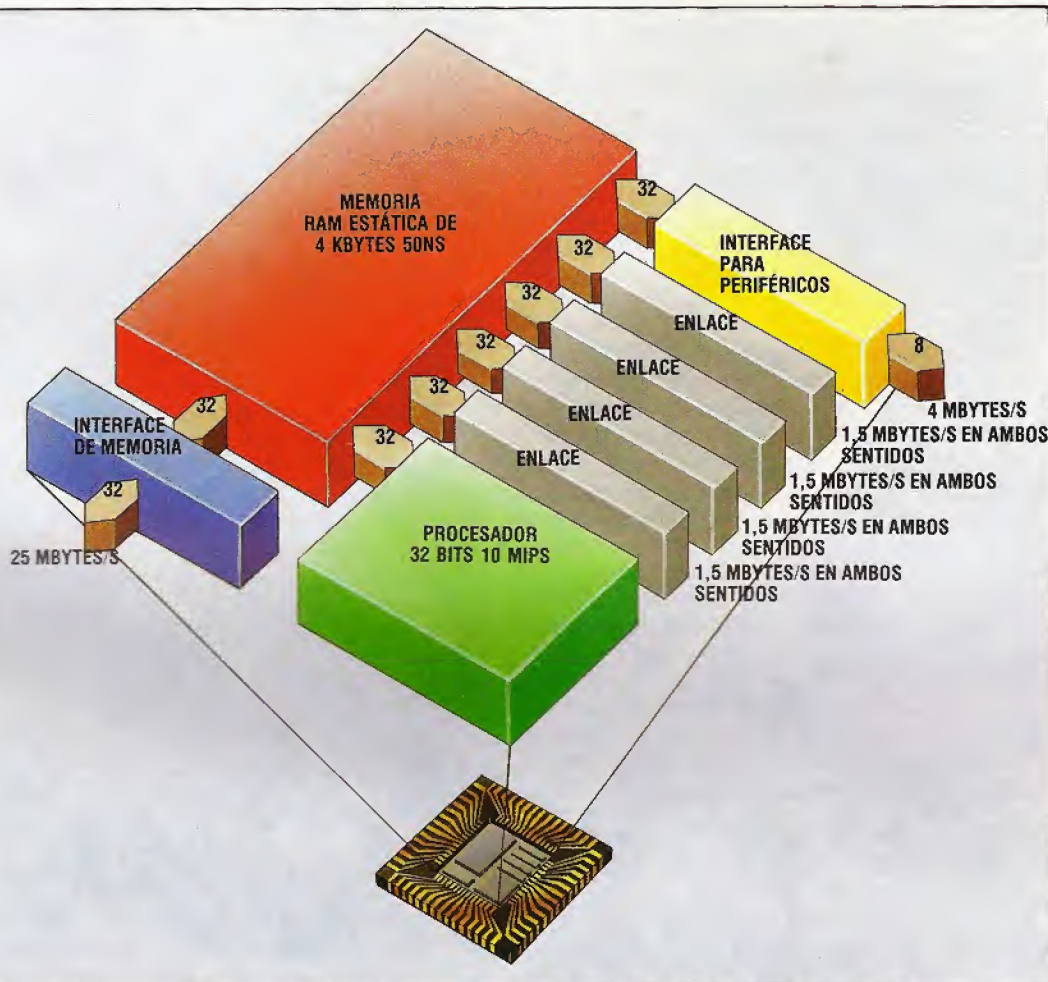 MEMORIA
RAM ESTÁTICA DE
4 KBYTES 50NS
32
INTERFACE
PARA
PERIFÉRICOS
32
ENLACE
32
ENLACE
8
32
ENLACE
4 MBYTES/S
32
ENLACE
1,5 MBYTES/S EN AMBOS
SENTIDOS
32
1,5 MBYTES/S EN AMBOS
SENTIDOS
1,5 MBYTES/S EN AMBOS
SENTIDOS
1,5 MBYTES/S EN AMBOS
SENTIDOS
INTERFACE
DE MEMORIA
32
32
25 MBYTES/S
PROCESADOR
32 BITS 10 MIPS